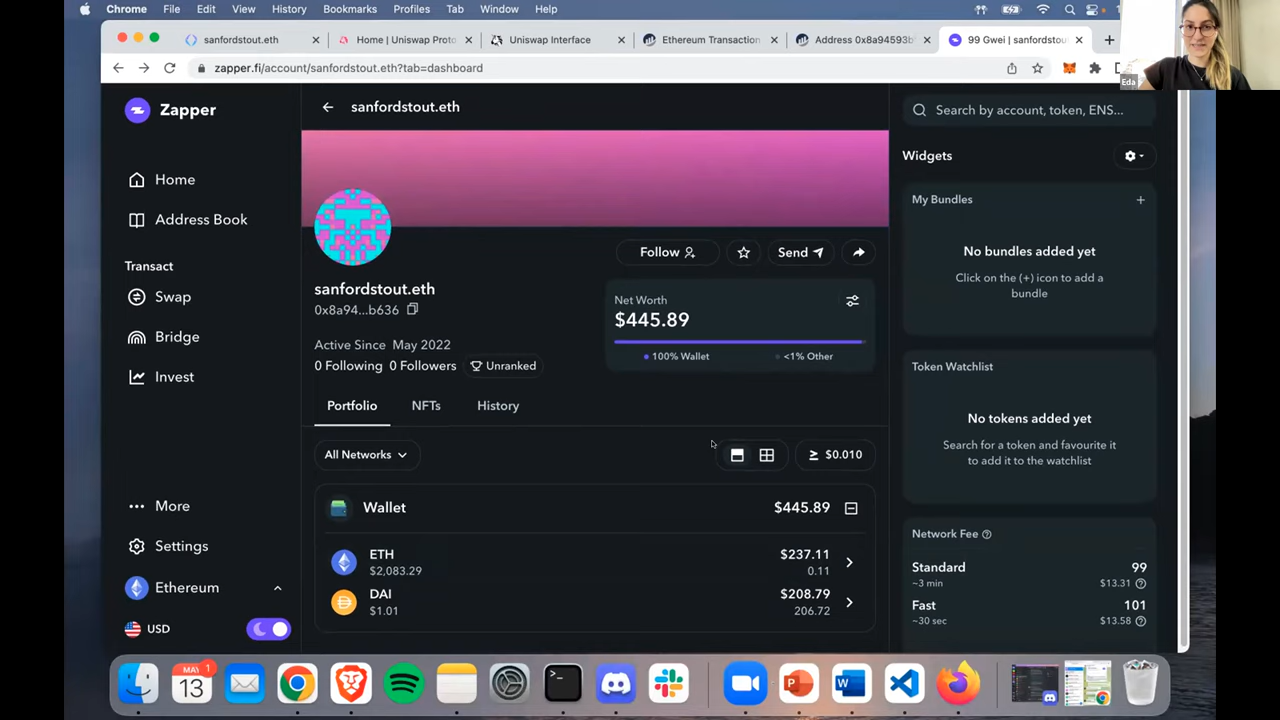 Chrome File Edit View History Bookmarks Profiles Tab Window Help
sanfordstout.eth
Home | Uniswap Proto
Uniswap Interface
Ethereum Transaction
Address 0x8a94593b
99 Gwei | sanfordstou
zapper.fi/account/sanfordstout.eth?tab=dashboard
Eda
Zapper
Home
Address Book
Transact
Swap
Bridge
Invest
More
Settings
Ethereum
USD
sanfordstout.eth
Follow
Send
sanfordstout.eth
0x8a94...b636
Net Worth
$445.89
100% Wallet <1% Other
Active Since May 2022
0 Following 0 Followers Unranked
Portfolio NFTs History
All Networks
≥ $0.010
Wallet $445.89
ETH $237.11
$2,083.29 0.11
DAI $208.79
$1.01 206.72
Search by account, token, ENS...
Widgets
My Bundles
No bundles added yet
Click on the (+) icon to add a
bundle
Token Watchlist
No tokens added yet
Search for a token and favourite it
to add it to the watchlist
Network Fee
Standard 99
~3 min $13.31
Fast 101
~30 sec $13.58
MAY 1
13